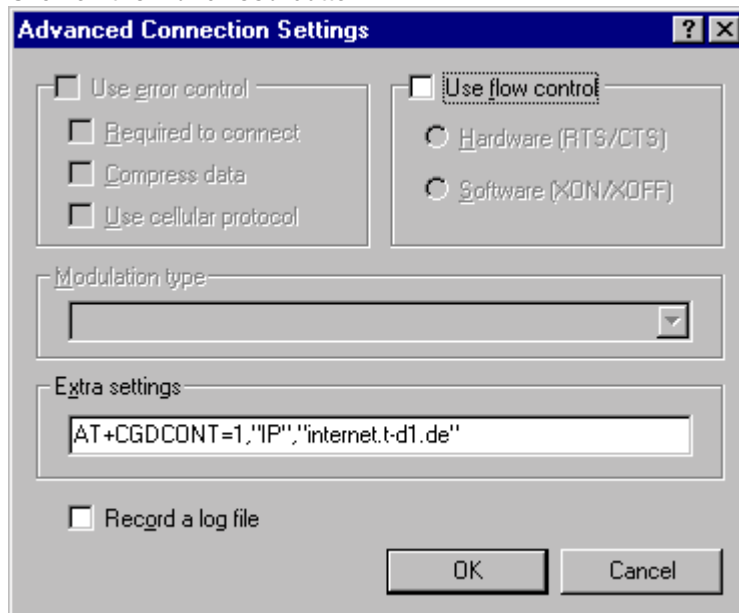 Advanced Connection Settings
Use error control
Required to connect
Compress data
Use cellular protocol
Use flow control
Hardware (RTS/CTS)
Software (XON/XOFF)
Modulation type
Extra settings
AT+CGDCONT=1,"IP","internet.t-d1.de"
Record a log file
OK
Cancel